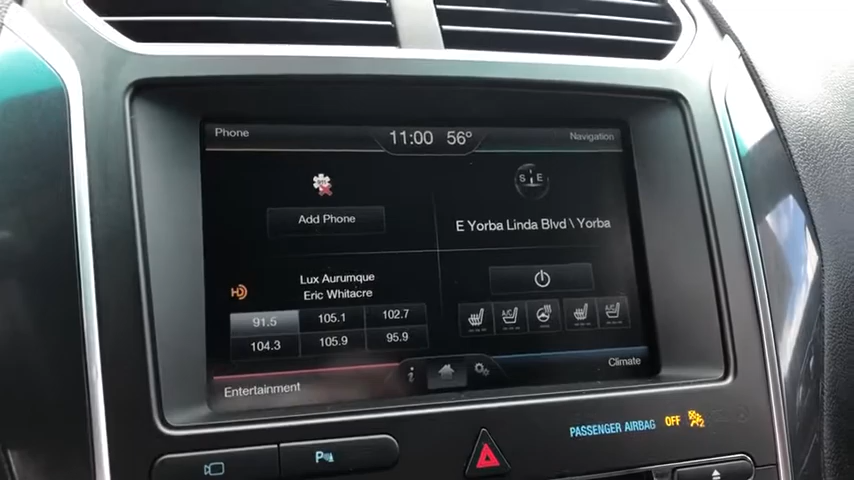 Phone
11:00 56°
Navigation
S E
Add Phone
E Yorba Linda Blvd \ Yorba
HD
Lux Aurumque
Eric Whitacre
91.5 105.1 102.7
104.3 105.9 95.9
A/C
A/C
i
Entertainment
Climate
PASSENGER AIRBAG OFF
P